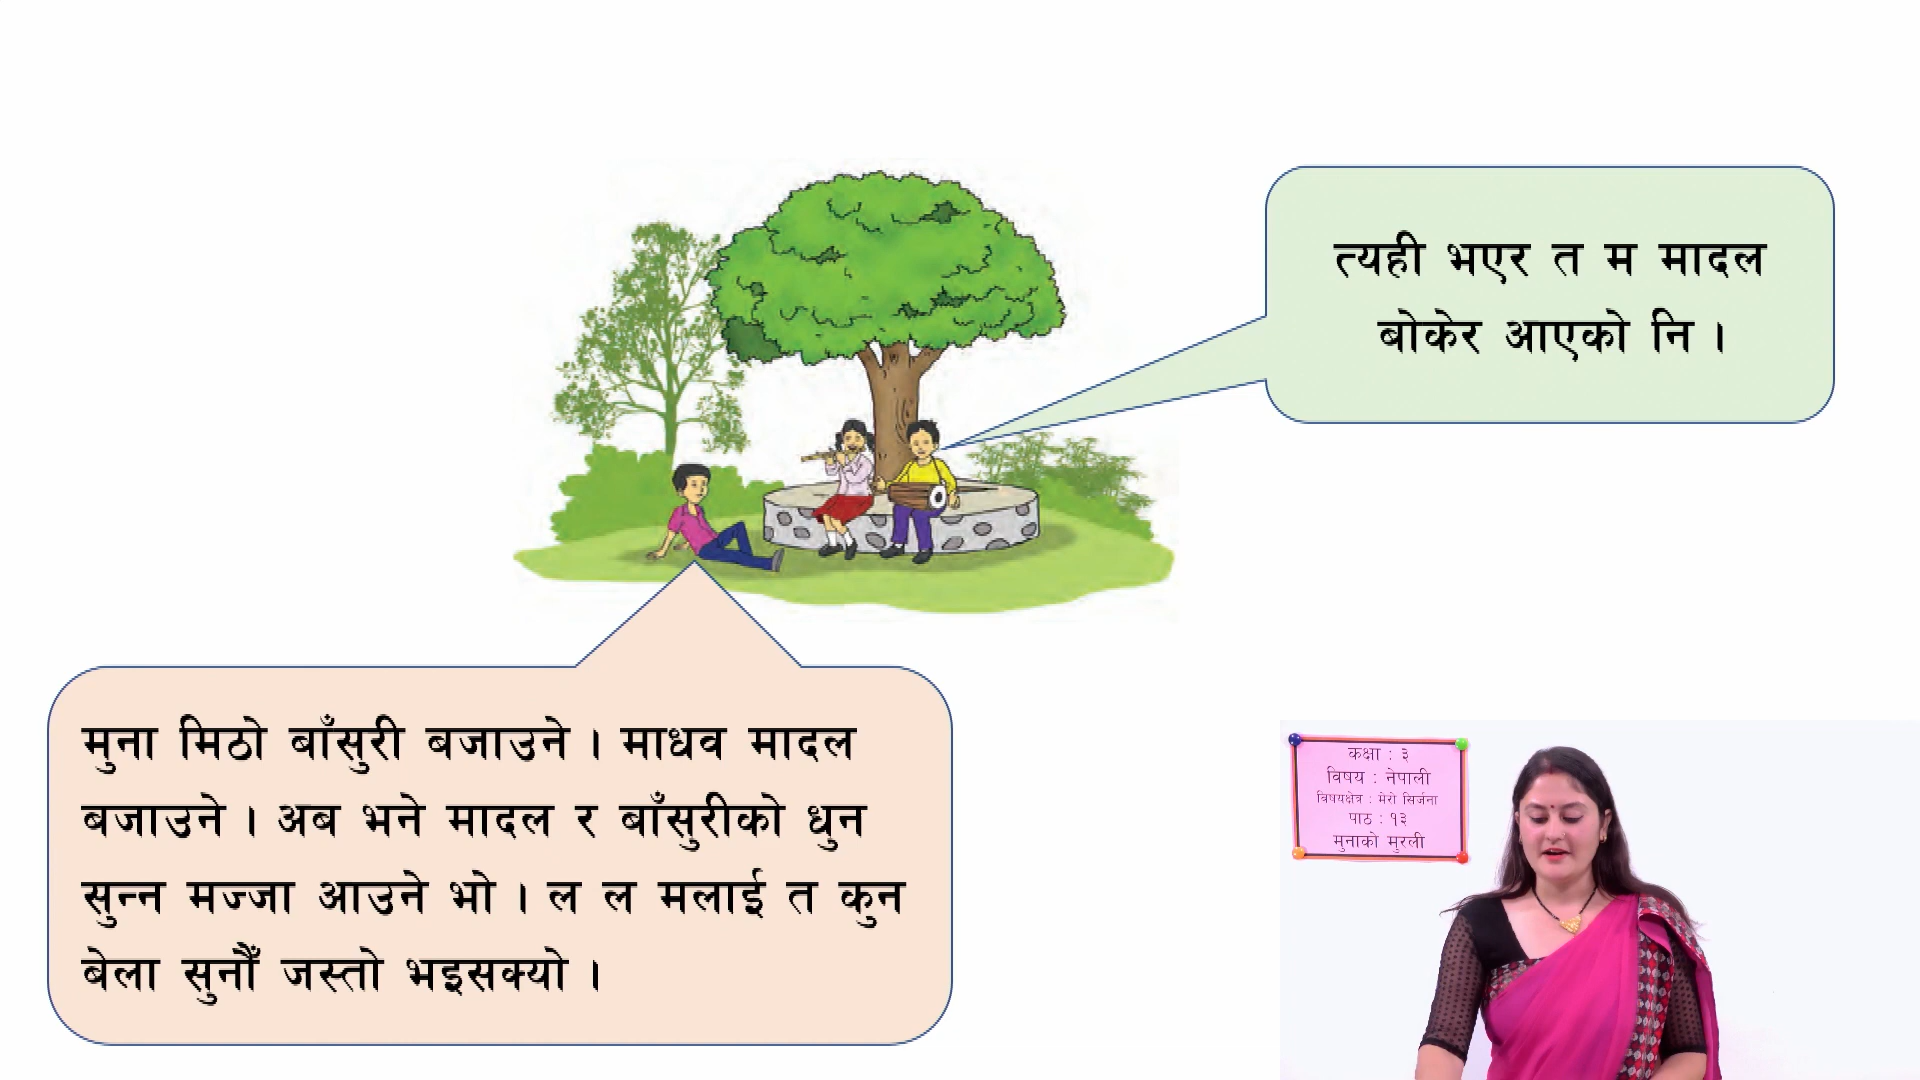 त्यही भएर त म मादल
बोकेर आएको नि ।
मुना मिठो बाँसुरी बजाउने । माधव मादल
बजाउने । अब भने मादल र बाँसुरीको धुन
सुन्न मज्जा आउने भो । ल ल मलाई त कुन
बेला सुनौँ जस्तो भइसक्यो ।
कक्षा : ३
विषय : नेपाली
विषयक्षेत्र : मेरो सिर्जना
पाठ : १३
मुनाको मुरली